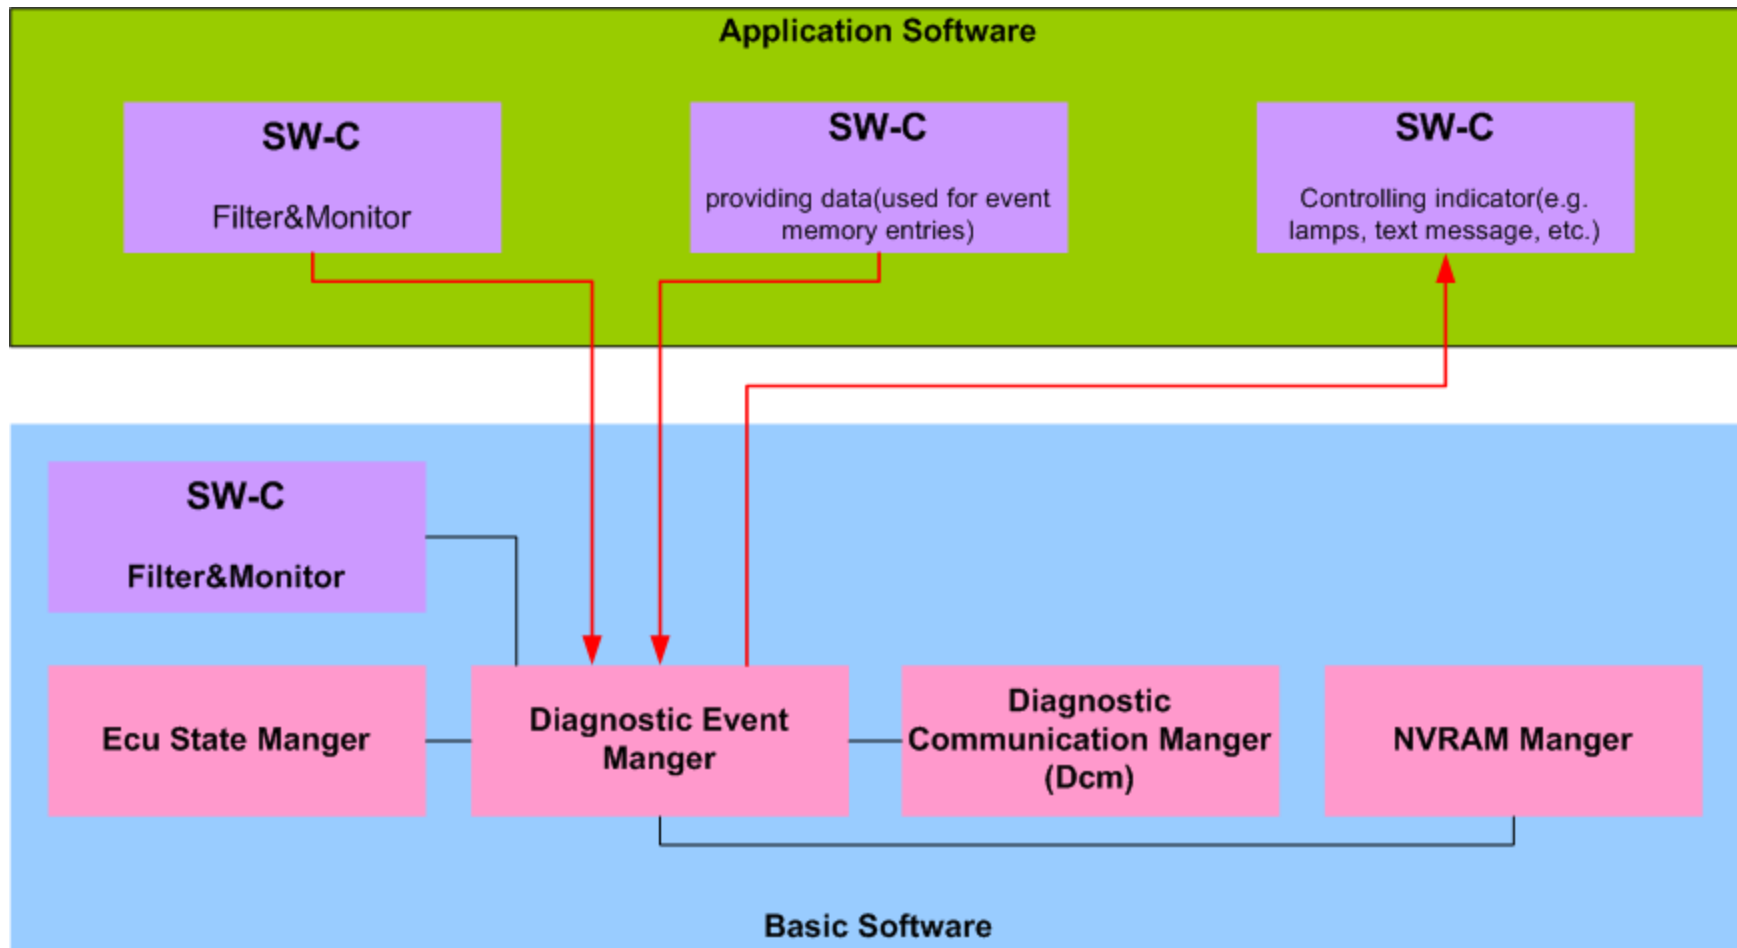 Application Software
SW-C
Filter&Monitor
SW-C
providing data(used for event
memory entries)
SW-C
Controlling indicator(e.g.
lamps, text message, etc.)
SW-C
Filter&Monitor
Ecu State Manger
Diagnostic Event
Manger
Diagnostic
Communication Manger
(Dcm)
NVRAM Manger
Basic Software